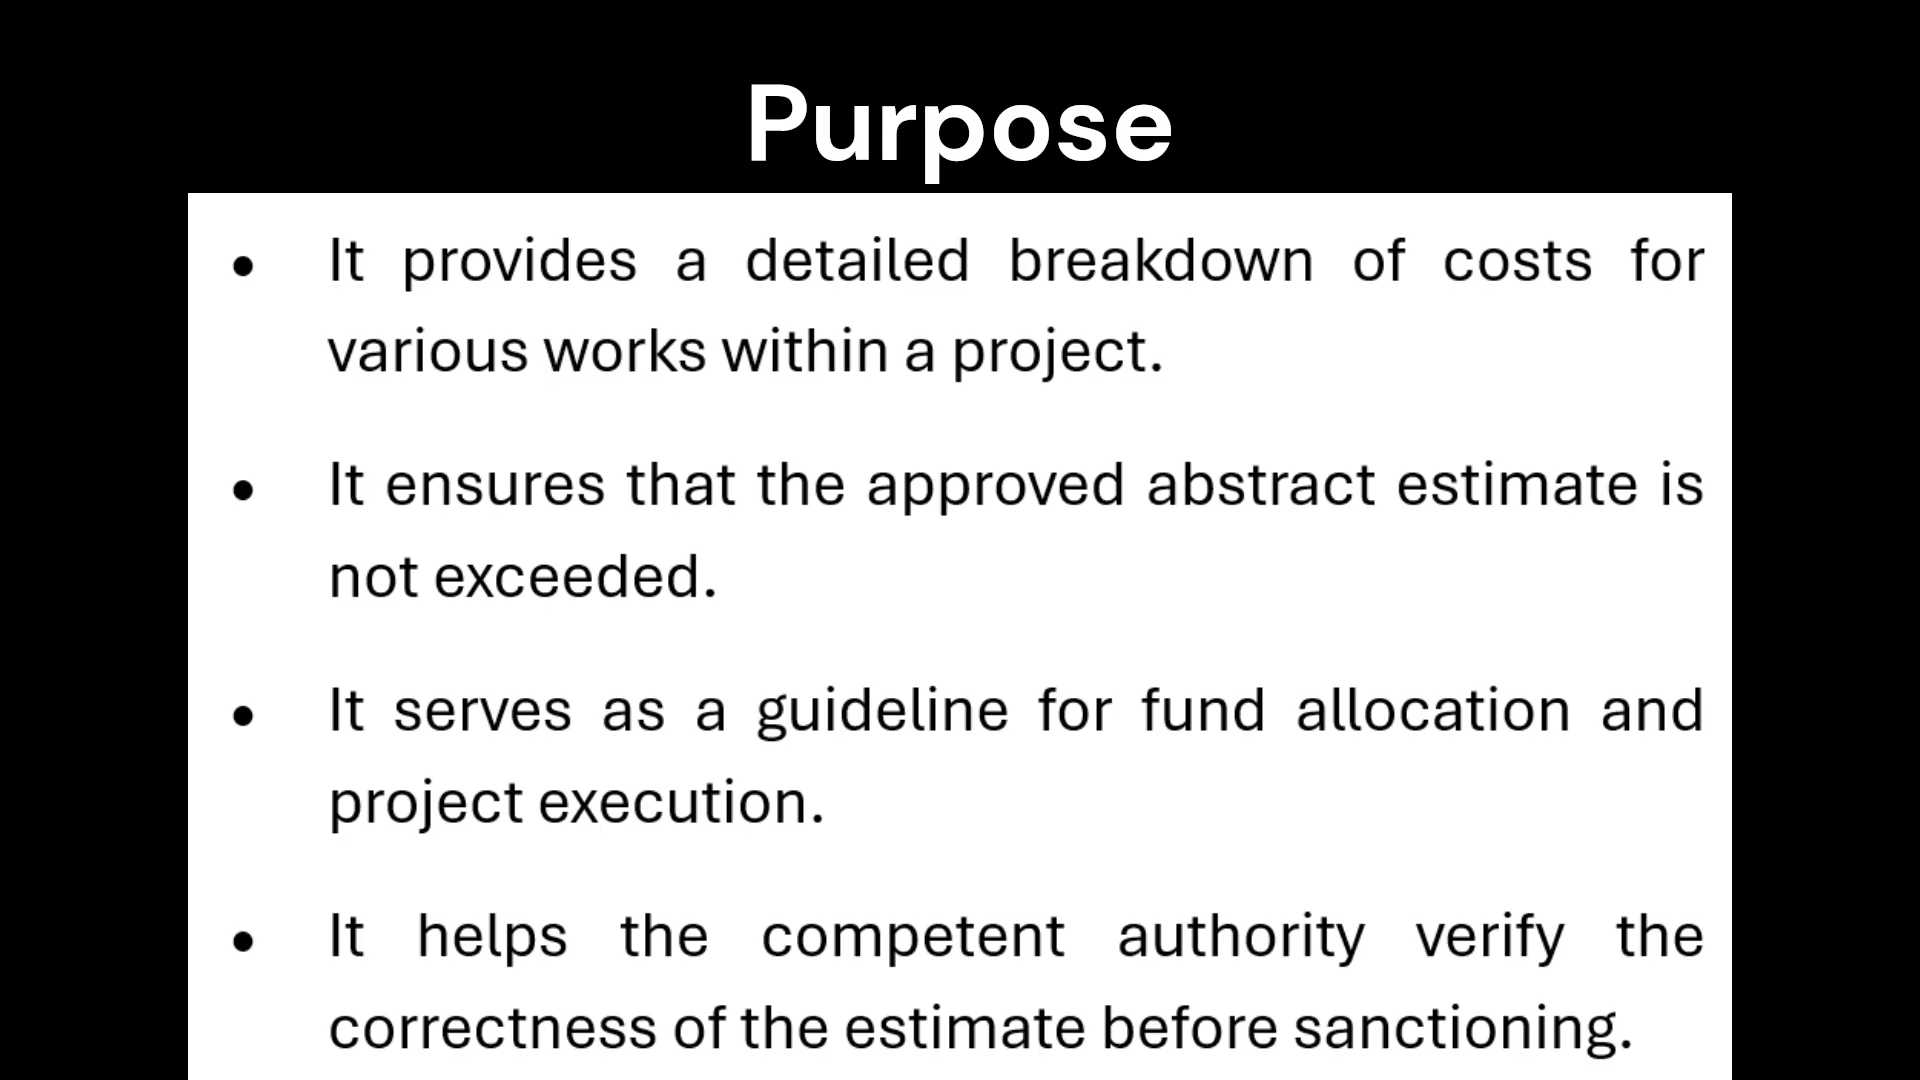 Purpose
• It provides a detailed breakdown of costs for
various works within a project.
• It ensures that the approved abstract estimate is
not exceeded.
• It serves as a guideline for fund allocation and
project execution.
• It helps the competent authority verify the
correctness of the estimate before sanctioning.